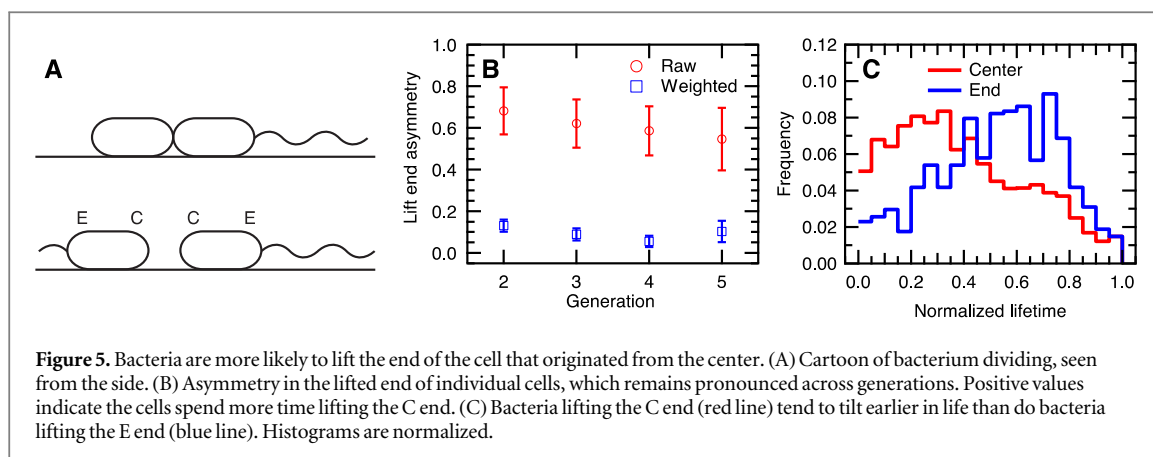 A
E C C E
B
Raw
Weighted
Lift end asymmetry
1.0
0.8
0.6
0.4
0.2
0.0
2 3 4 5
Generation
C
Center
End
Frequency
0.12
0.10
0.08
0.06
0.04
0.02
0.00
0.0 0.2 0.4 0.6 0.8 1.0
Normalized lifetime
Figure 5. Bacteria are more likely to lift the end of the cell that originated from the center. (A) Cartoon of bacterium dividing, seen
from the side. (B) Asymmetry in the lifted end of individual cells, which remains pronounced across generations. Positive values
indicate the cells spend more time lifting the C end. (C) Bacteria lifting the C end (red line) tend to tilt earlier in life than do bacteria
lifting the E end (blue line). Histograms are normalized.